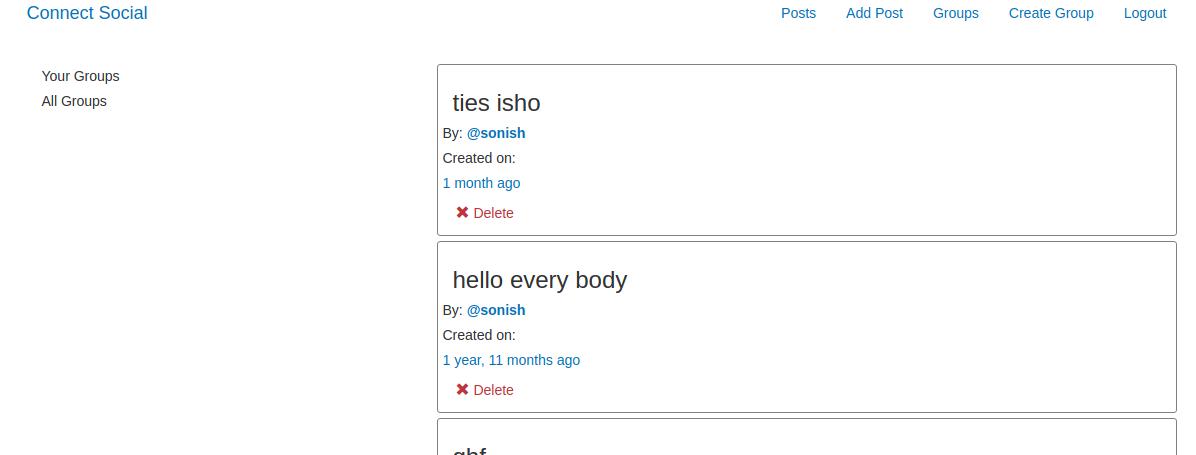 Connect Social
Posts Add Post Groups Create Group Logout
Your Groups
All Groups
ties isho
By: @sonish
Created on:
1 month ago
✖ Delete
hello every body
By: @sonish
Created on:
1 year, 11 months ago
✖ Delete